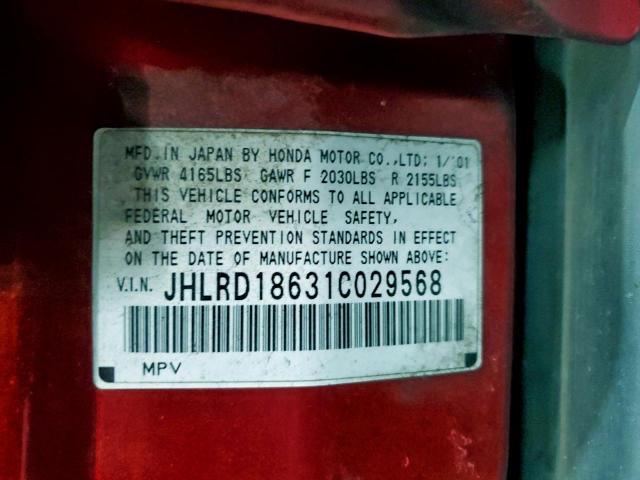 MFD. IN JAPAN BY HONDA MOTOR CO.,LTD: 1/'01
GVWR 4165LBS GAWR F 2030LBS R 2155LBS
THIS VEHICLE CONFORMS TO ALL APPLICABLE
FEDERAL MOTOR VEHICLE SAFETY,
AND THEFT PREVENTION STANDARDS IN EFFECT
ON THE DATE OF MANUFACTURE SHOWN ABOVE:
V.I.N. JHLRD18631C029568
MPV